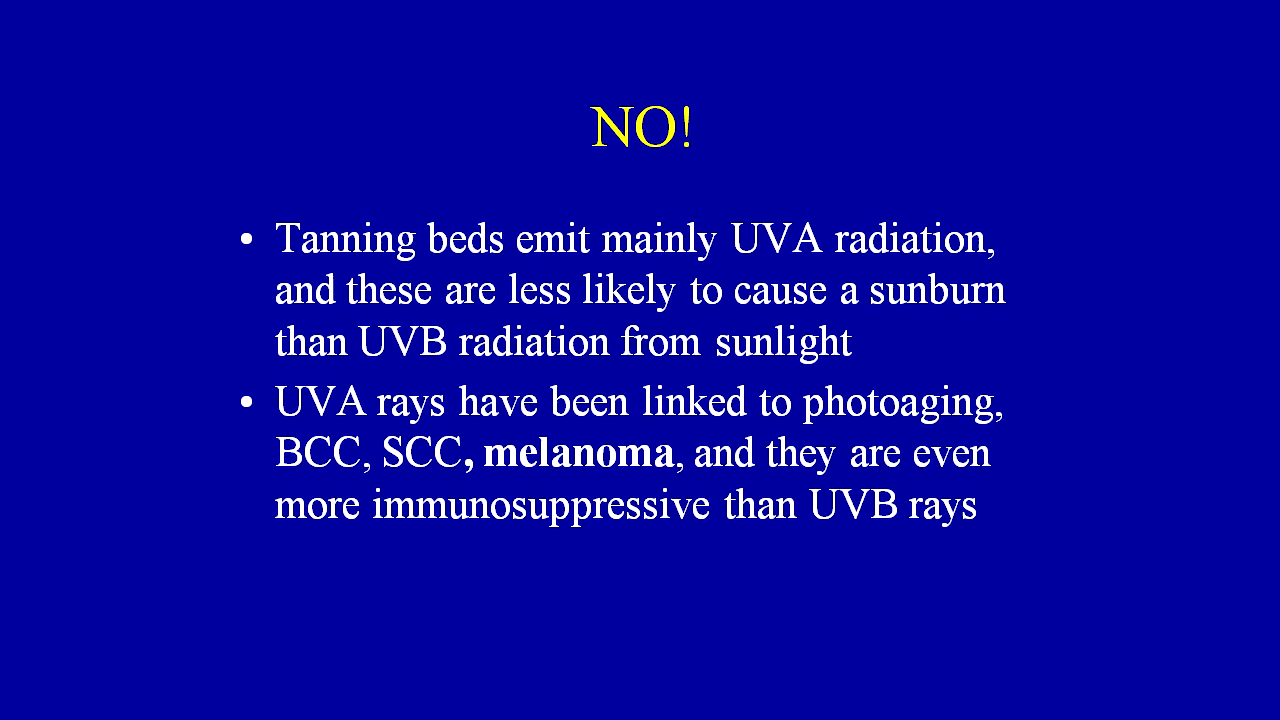 NO!
• Tanning beds emit mainly UVA radiation,
and these are less likely to cause a sunburn
than UVB radiation from sunlight
• UVA rays have been linked to photoaging,
BCC, SCC, melanoma, and they are even
more immunosuppressive than UVB rays